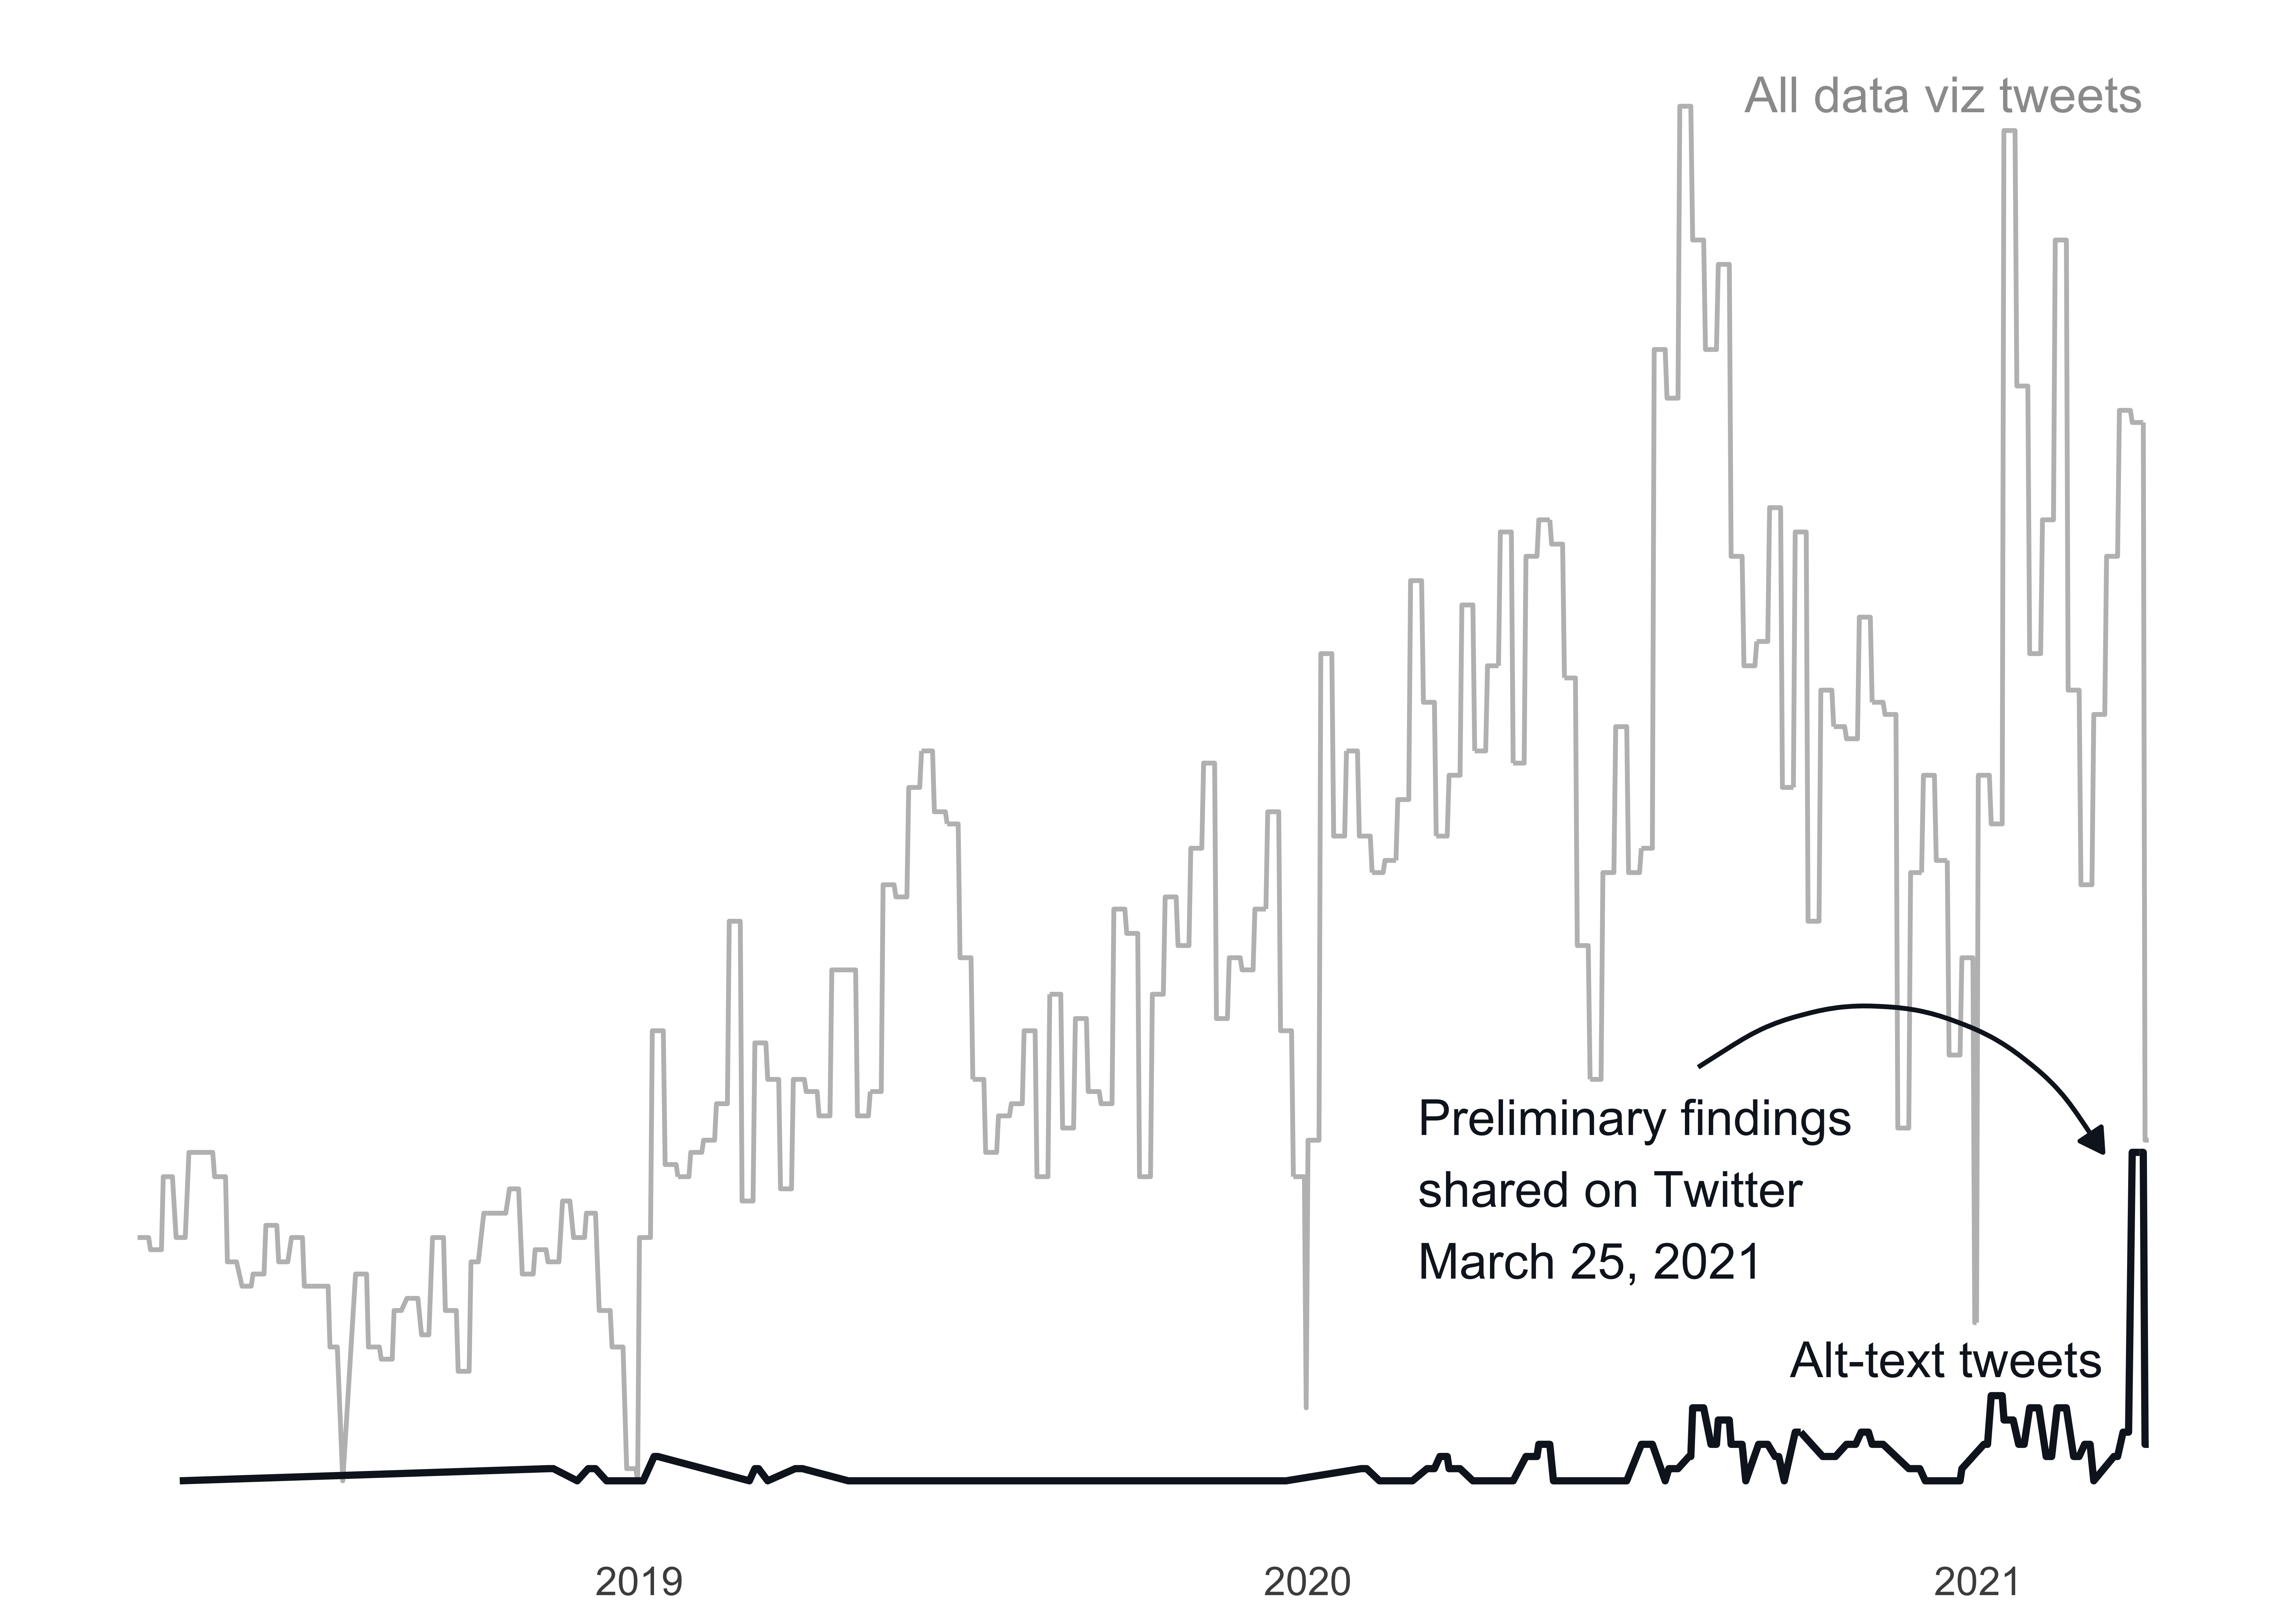 All data viz tweets
Preliminary findings
shared on Twitter
March 25, 2021
Alt-text tweets
2019
2020
2021